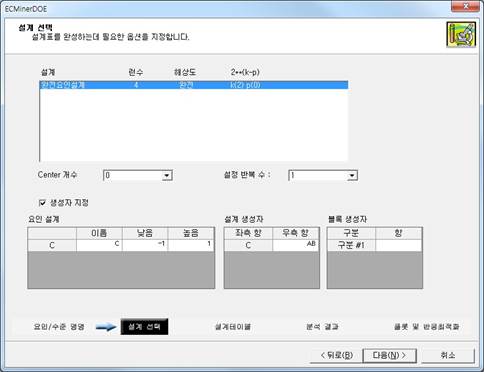 ECMinerDOE
설계 선택
설계표를 완성하는데 필요한 옵션을 지정합니다.
설계 런수 해상도 2**(k-p)
완전요인설계 4 완전 k(2) p(0)
Center 개수 0 설정 반복 수 : 1
생성자 지정
요인 설계 설계 생성자 블록 생성자
이름 낮음 높음 좌측 항 우측 항 구분 항
C C -1 1 C AB 구분 #1
요인/수준 명명 설계 선택 설계테이블 분석 결과 플롯 및 반응최적화
< 뒤로(B) 다음(N) > 취소